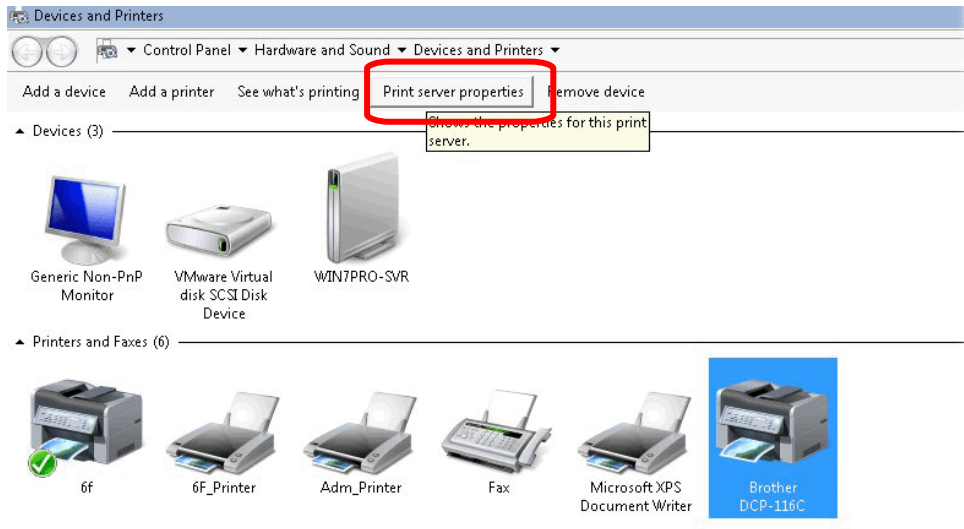 Devices and Printers
Control Panel ▾ Hardware and Sound ▾ Devices and Printers ▾
Add a device Add a printer See what's printing Print server properties Remove device
Shows the properties for this print
server.
Devices (3)
Generic Non-PnP
Monitor
VMware Virtual
disk SCSI Disk
Device
WIN7PRO-SVR
Printers and Faxes (6)
6f
6F_Printer
Adm_Printer
Fax
Microsoft XPS
Document Writer
Brother
DCP-116C